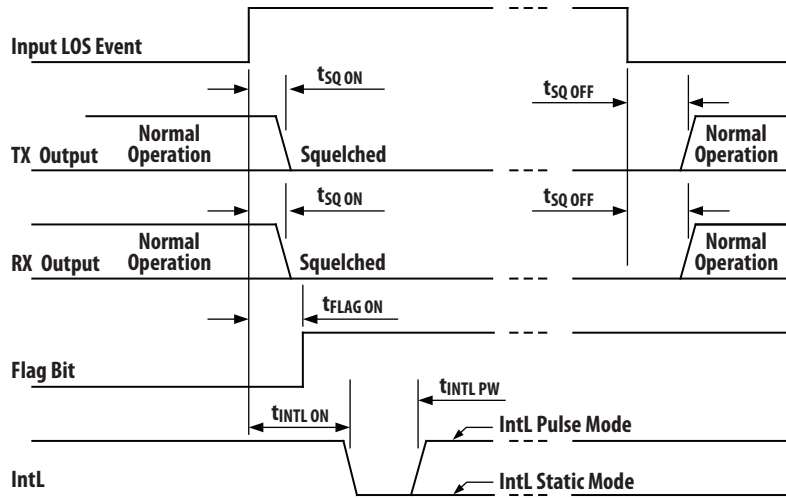 Input LOS Event
tSQ ON
tSQ OFF
Normal
Operation
TX Output
Squelched
Normal
Operation
tSQ ON
tSQ OFF
Normal
Operation
RX Output
Squelched
Normal
Operation
tFLAG ON
Flag Bit
tINTL ON
tINTL PW
IntL Pulse Mode
IntL
IntL Static Mode